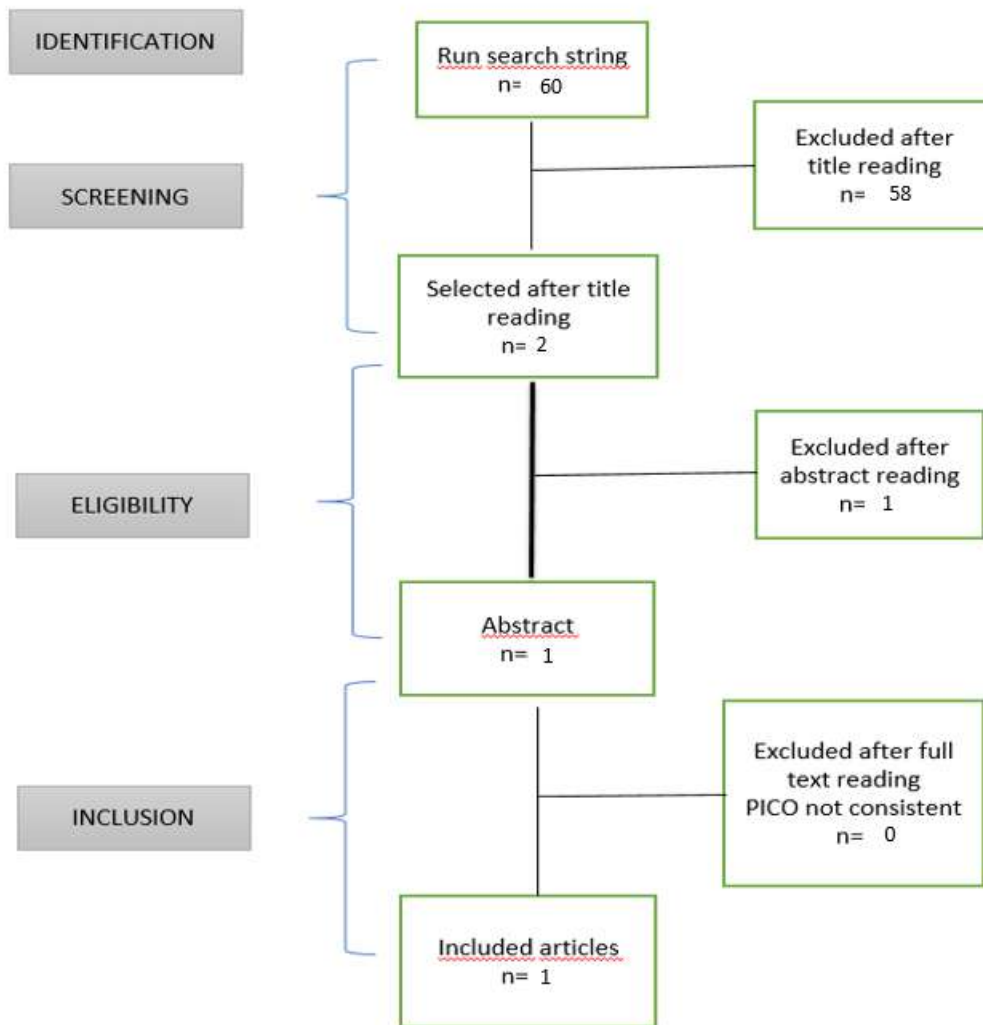 IDENTIFICATION
Run search string
n= 60
Excluded after
title reading
n= 58
SCREENING
Selected after title
reading
n= 2
Excluded after
abstract reading
n= 1
ELIGIBILITY
Abstract
n= 1
Excluded after full
text reading
PICO not consistent
n= 0
INCLUSION
Included articles
n= 1